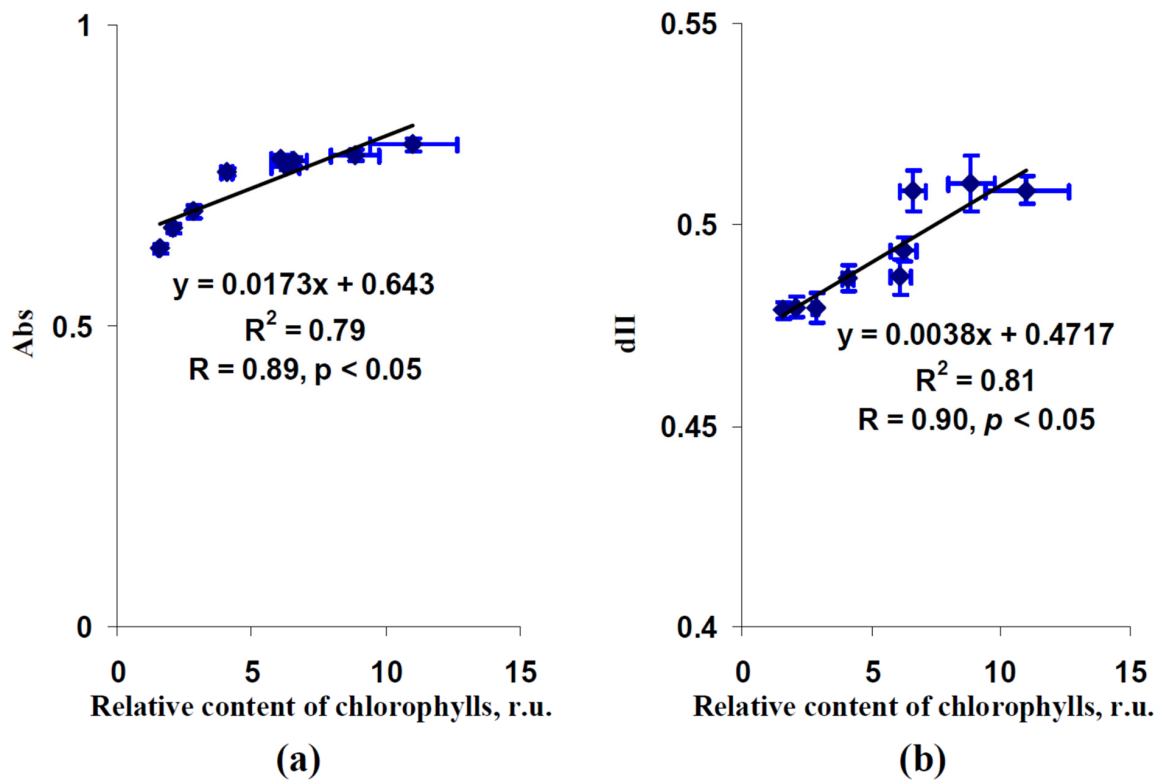 1
0.5
0
Abs
y = 0.0173x + 0.643
R² = 0.79
R = 0.89, p < 0.05
0 5 10 15
Relative content of chlorophylls, r.u.
(a)
0.55
0.5
0.45
0.4
dII
y = 0.0038x + 0.4717
R² = 0.81
R = 0.90, p < 0.05
0 5 10 15
Relative content of chlorophylls, r.u.
(b)